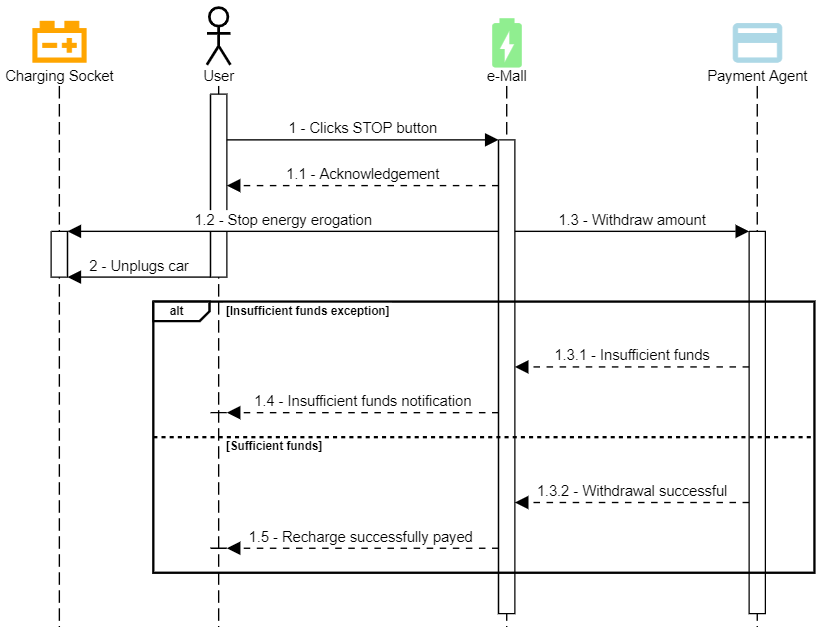 Charging Socket
User
e-Mall
Payment Agent
1 - Clicks STOP button
1.1 - Acknowledgement
1.2 - Stop energy erogation
1.3 - Withdraw amount
2 - Unplugs car
alt
[Insufficient funds exception]
1.3.1 - Insufficient funds
1.4 - Insufficient funds notification
[Sufficient funds]
1.3.2 - Withdrawal successful
1.5 - Recharge successfully payed